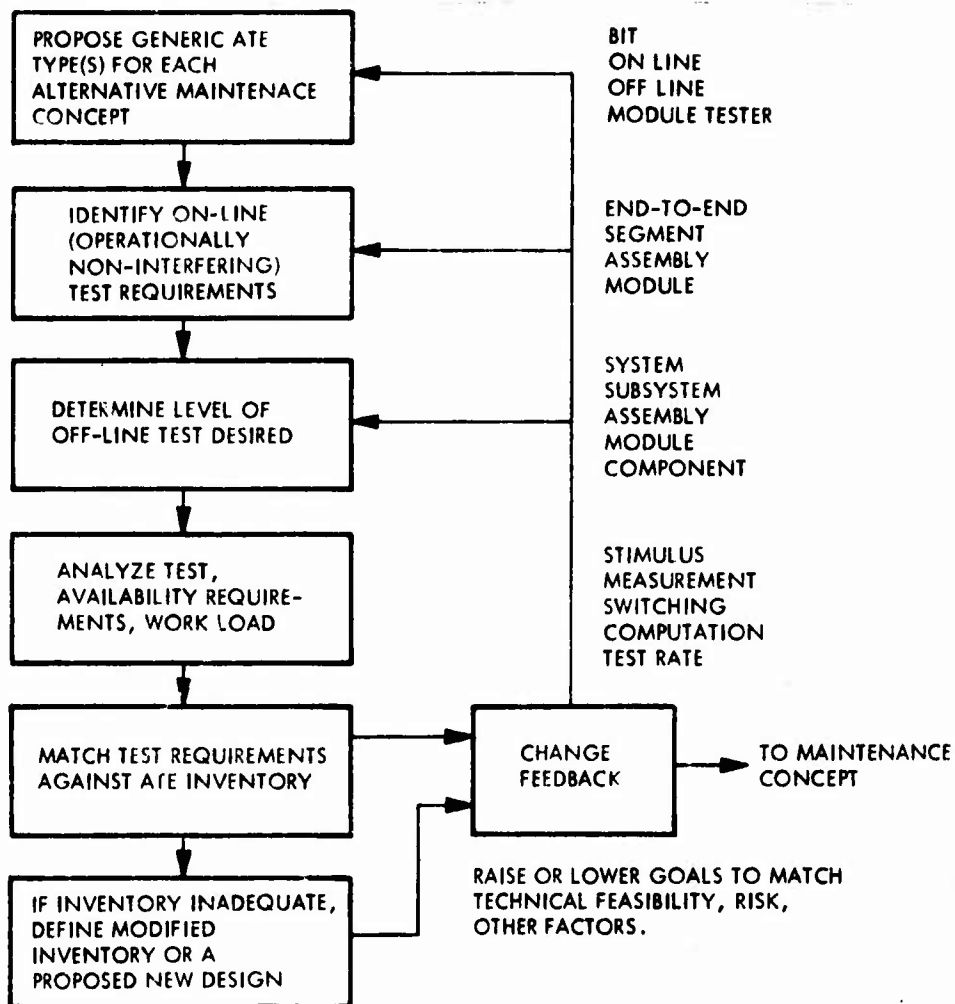 PROPOSE GENERIC ATE
TYPE(S) FOR EACH
ALTERNATIVE MAINTENACE
CONCEPT
BIT
ON LINE
OFF LINE
MODULE TESTER
IDENTIFY ON-LINE
(OPERATIONALLY
NON-INTERFERING)
TEST REQUIREMENTS
END-TO-END
SEGMENT
ASSEMBLY
MODULE
DETERMINE LEVEL OF
OFF-LINE TEST DESIRED
SYSTEM
SUBSYSTEM
ASSEMBLY
MODULE
COMPONENT
ANALYZE TEST,
AVAILABILITY REQUIRE-
MENTS, WORK LOAD
STIMULUS
MEASUREMENT
SWITCHING
COMPUTATION
TEST RATE
MATCH TEST REQUIREMENTS
AGAINST ATE INVENTORY
CHANGE
FEEDBACK
TO MAINTENANCE
CONCEPT
IF INVENTORY INADEQUATE,
DEFINE MODIFIED
INVENTORY OR A
PROPOSED NEW DESIGN
RAISE OR LOWER GOALS TO MATCH
TECHNICAL FEASIBILITY, RISK,
OTHER FACTORS.